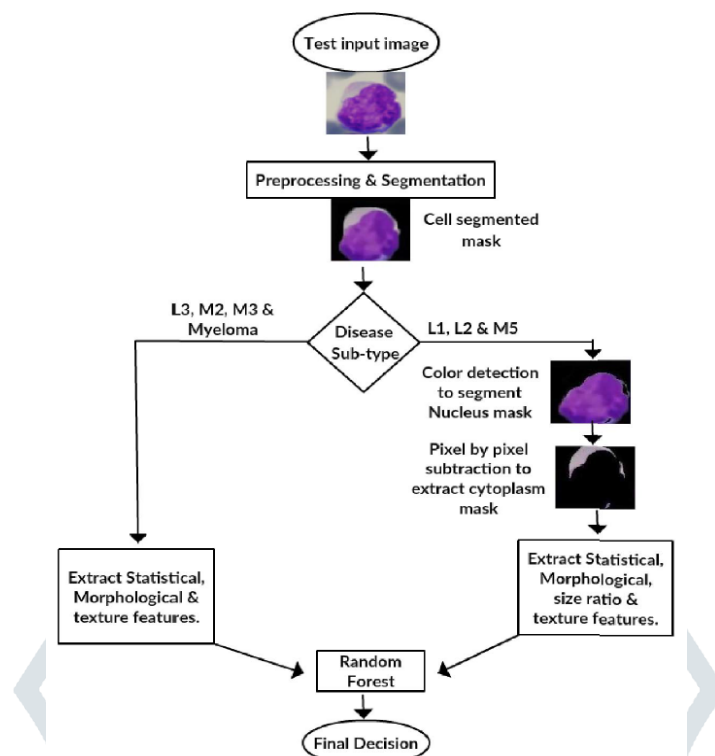 Test input image
Preprocessing & Segmentation
Cell segmented
mask
L3, M2, M3 &
Myeloma
Disease
Sub-type
L1, L2 & M5
Color detection
to segment
Nucleus mask
Pixel by pixel
subtraction to
extract cytoplasm
mask
Extract Statistical,
Morphological &
texture features.
Extract Statistical,
Morphological,
size ratio &
texture features.
Random
Forest
Final Decision